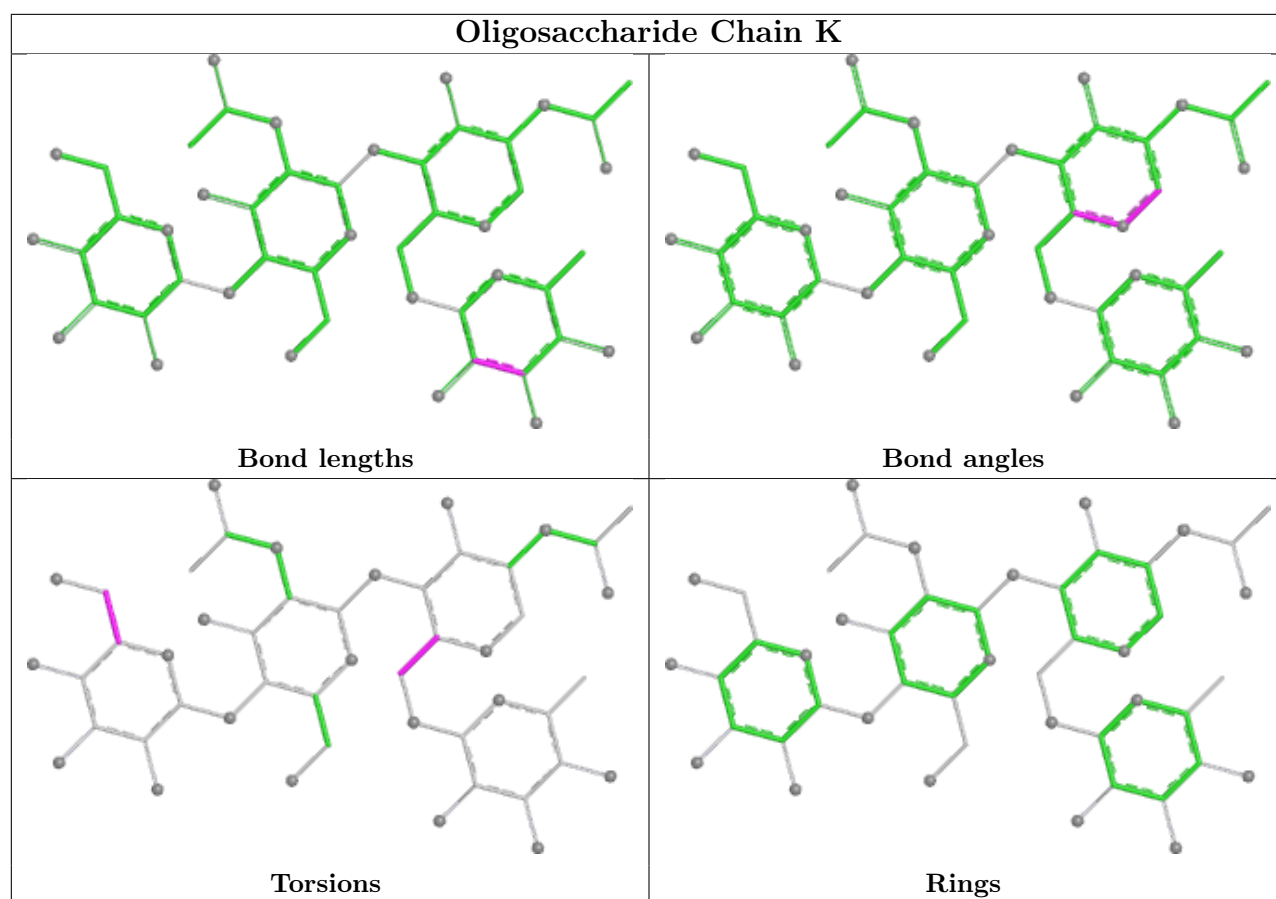 Oligosaccharide Chain K
Bond lengths
Bond angles
Torsions
Rings